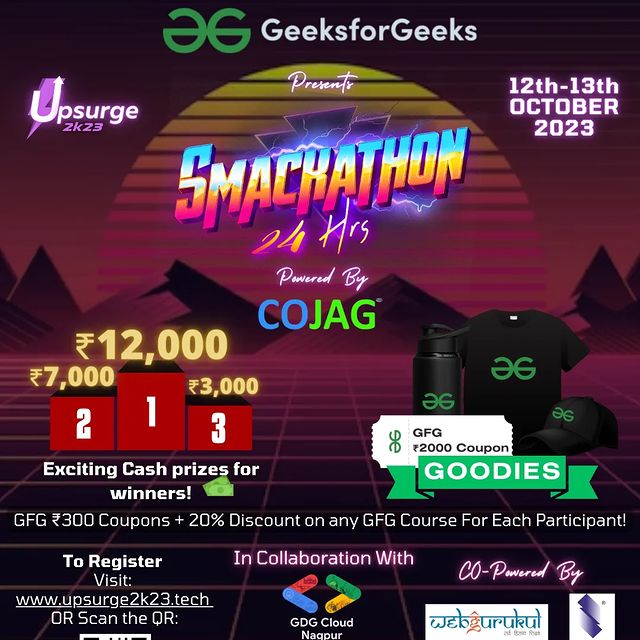 GeeksforGeeks
Presents
Upsurge
2k23
12th-13th
OCTOBER
2023
SMACKATHON
24 Hrs
Powered By
COJAG
₹12,000
₹7,000
₹3,000
2
1
3
GFG
₹2000 Coupon
GOODIES
Exciting Cash prizes for
winners!
GFG ₹300 Coupons + 20% Discount on any GFG Course For Each Participant!
To Register
Visit:
www.upsurge2k23.tech
OR Scan the QR:
In Collaboration With
GDG Cloud
Nagpur
CO-Powered By
webgurukul